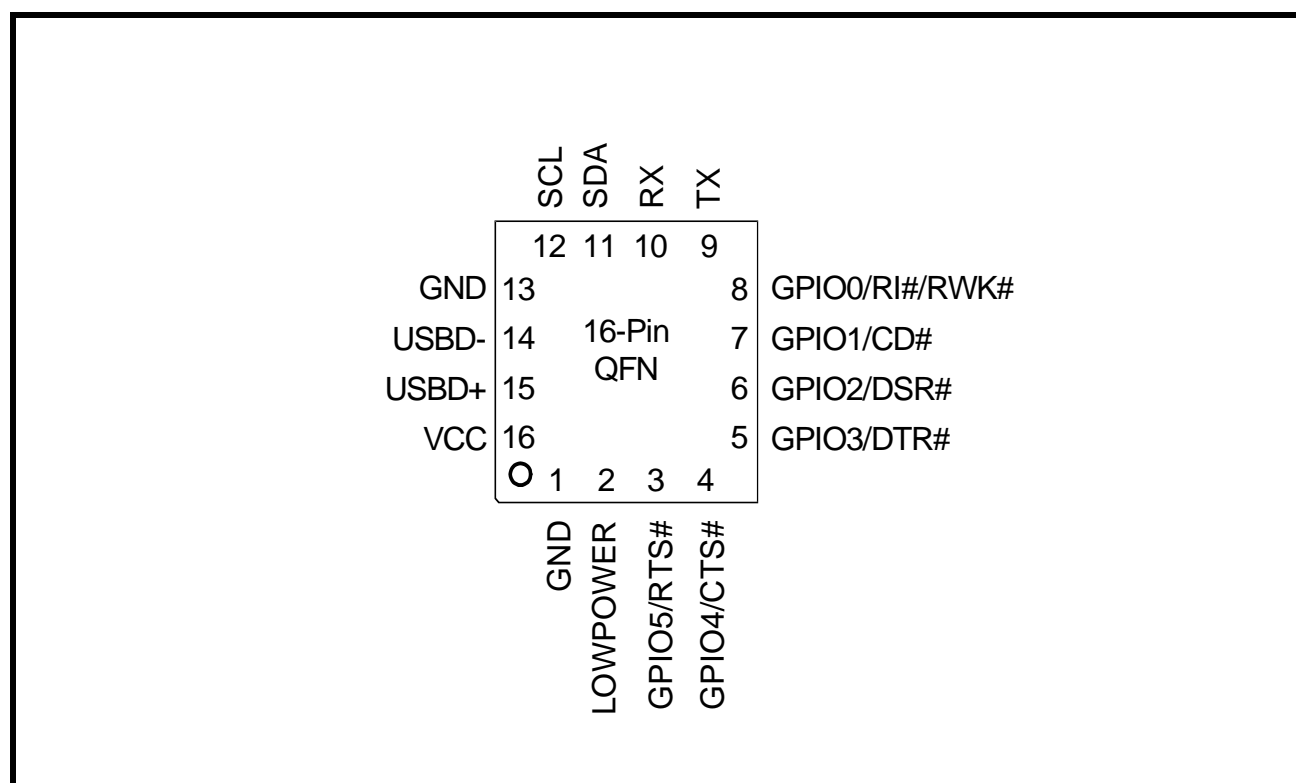 SCL SDA RX TX
12 11 10 9
GND 13 8 GPIO0/RI#/RWK#
USBD- 14 16-Pin 7 GPIO1/CD#
QFN
USBD+ 15 6 GPIO2/DSR#
VCC 16 5 GPIO3/DTR#
1 2 3 4
GND
LOWPOWER
GPIO5/RTS#
GPIO4/CTS#